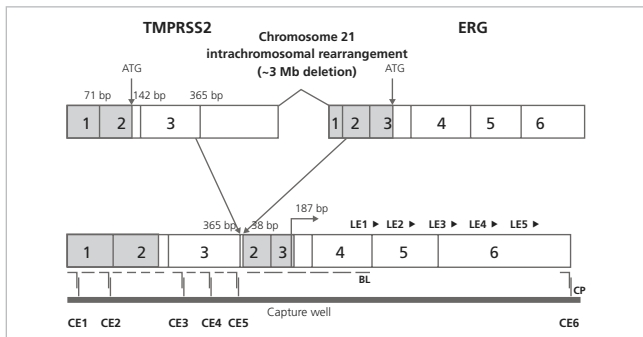 TMPRSS2
Chromosome 21
intrachromosomal rearrangement
(~3 Mb deletion)
ERG
ATG
ATG
71 bp
142 bp
365 bp
1
2
3
1
2
3
4
5
6
187 bp
365 bp
38 bp
LE1
LE2
LE3
LE4
LE5
1
2
3
2
3
4
5
6
BL
CP
Capture well
CE1
CE2
CE3
CE4
CE5
CE6